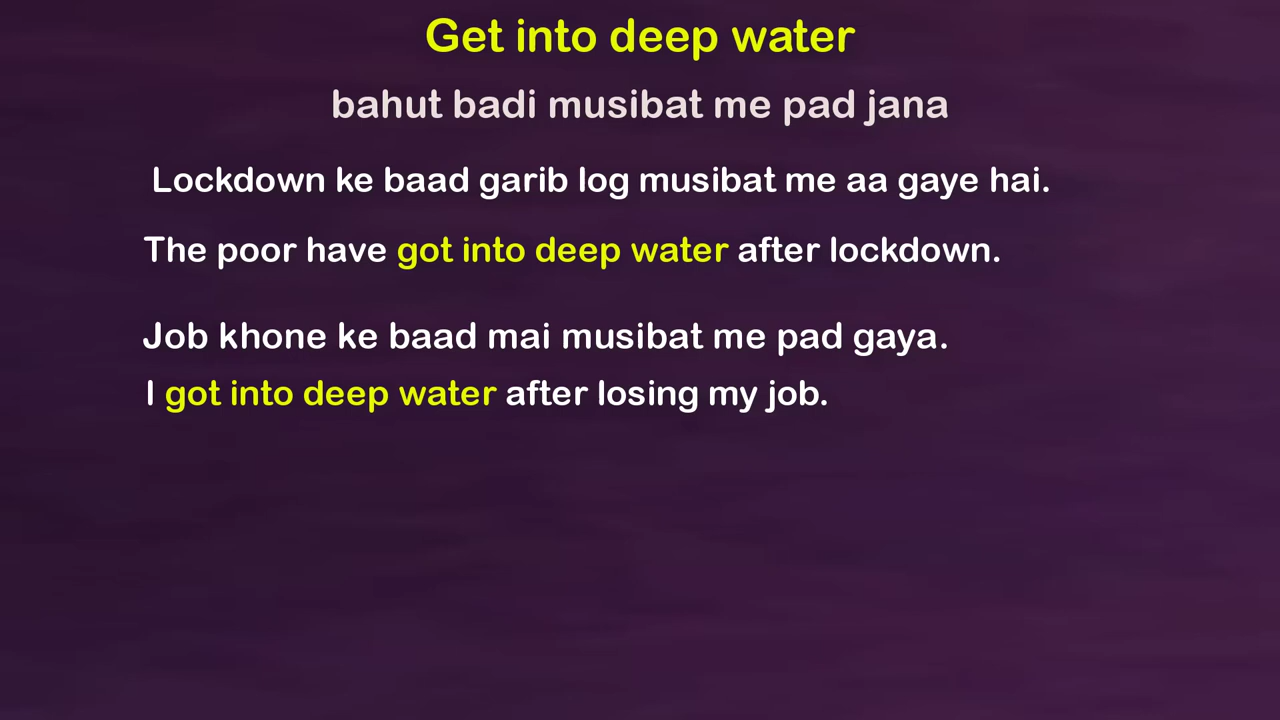 Get into deep water
bahut badi musibat me pad jana
Lockdown ke baad garib log musibat me aa gaye hai.
The poor have got into deep water after lockdown.
Job khone ke baad mai musibat me pad gaya.
I got into deep water after losing my job.